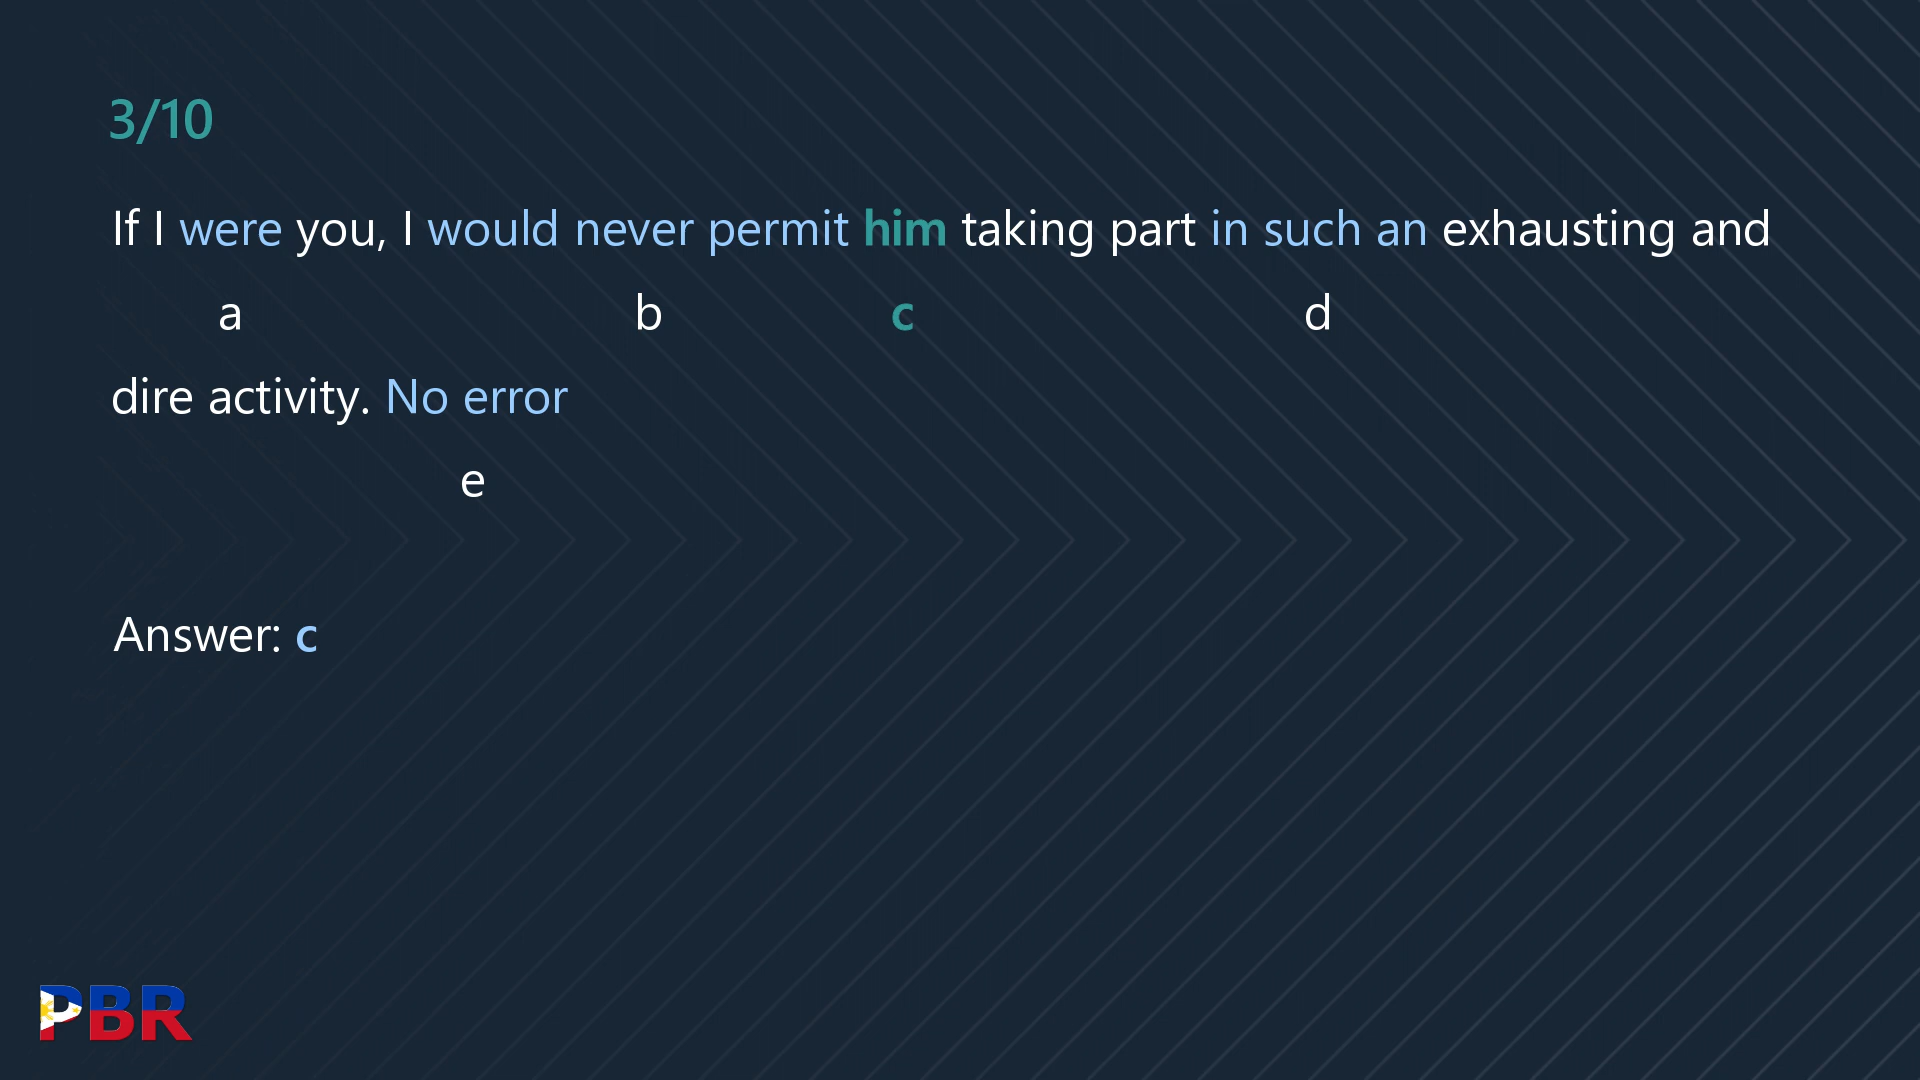 3/10
If I were you, I would never permit him taking part in such an exhausting and
a b c d
dire activity. No error
e
Answer: c
PBR